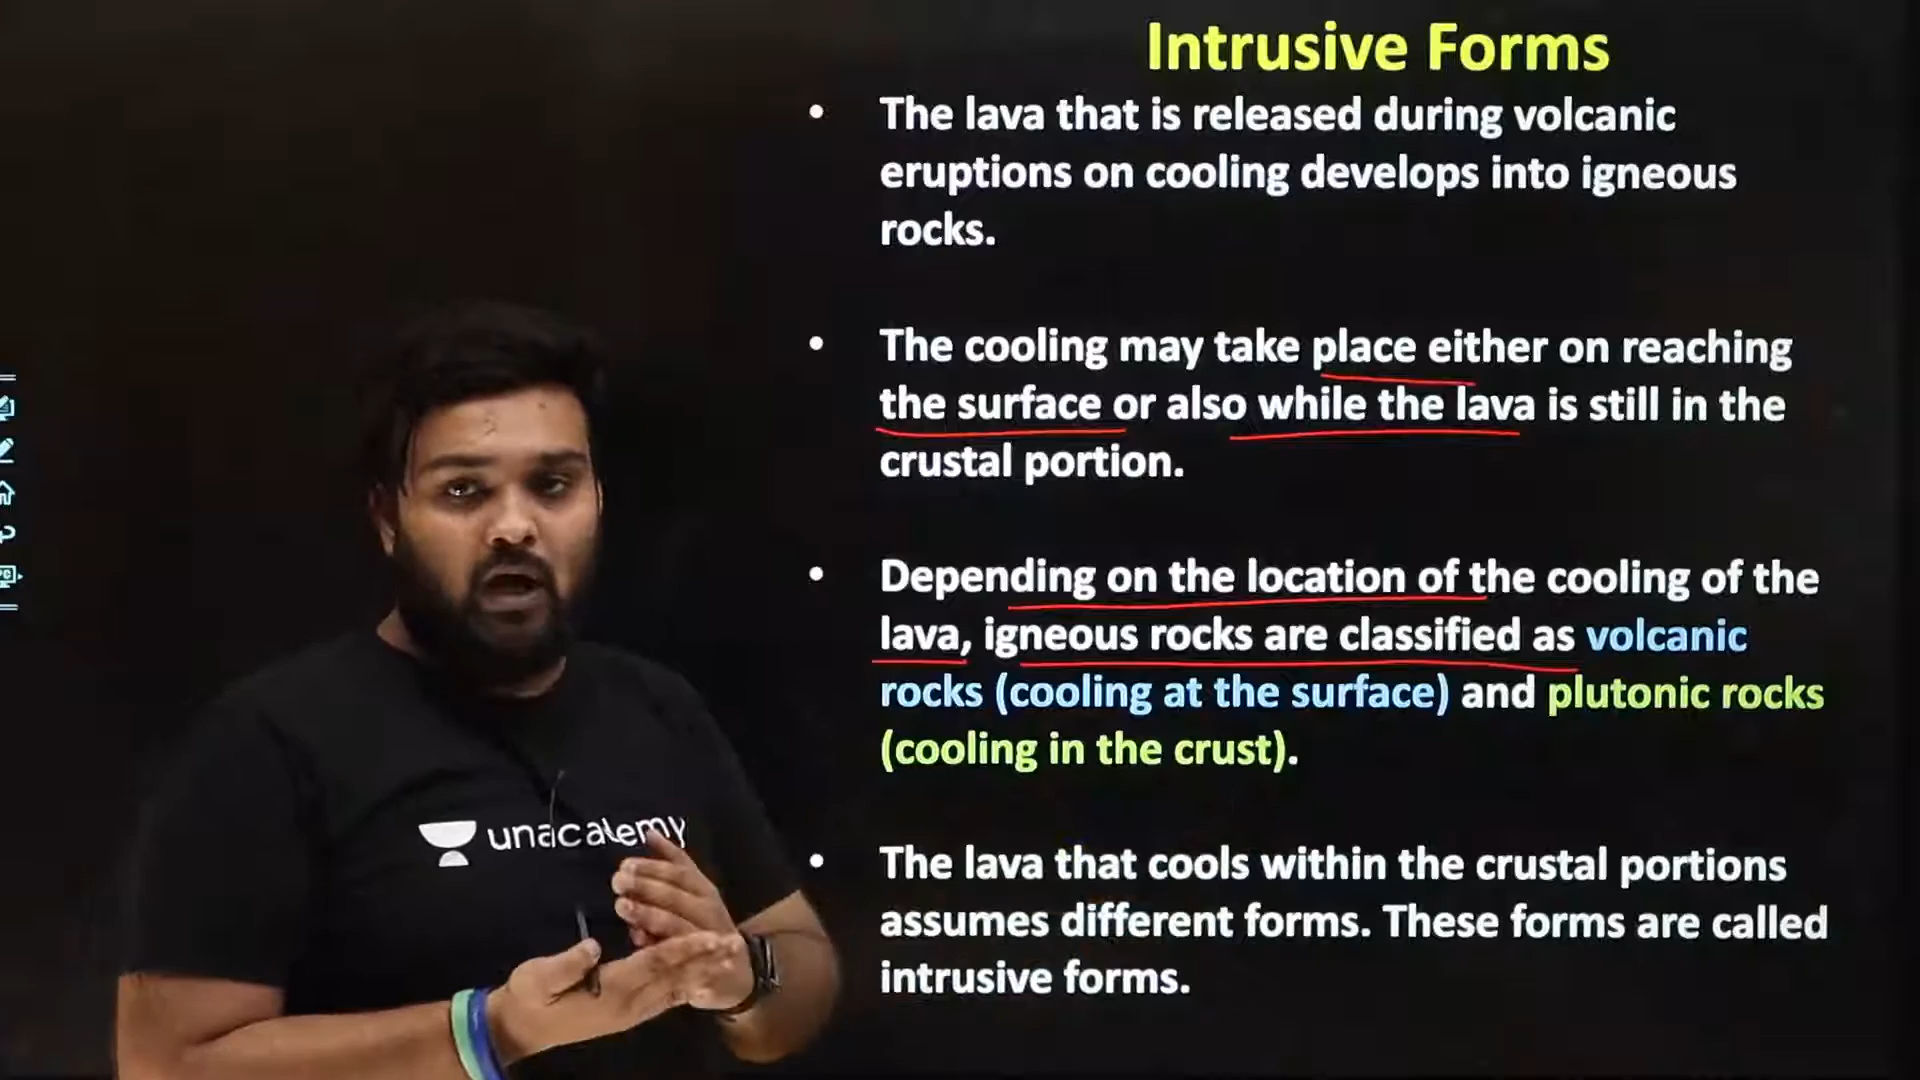 Intrusive Forms
• The lava that is released during volcanic
eruptions on cooling develops into igneous
rocks.
• The cooling may take place either on reaching
the surface or also while the lava is still in the
crustal portion.
• Depending on the location of the cooling of the
lava, igneous rocks are classified as volcanic
rocks (cooling at the surface) and plutonic rocks
(cooling in the crust).
• The lava that cools within the crustal portions
assumes different forms. These forms are called
intrusive forms.
unacademy